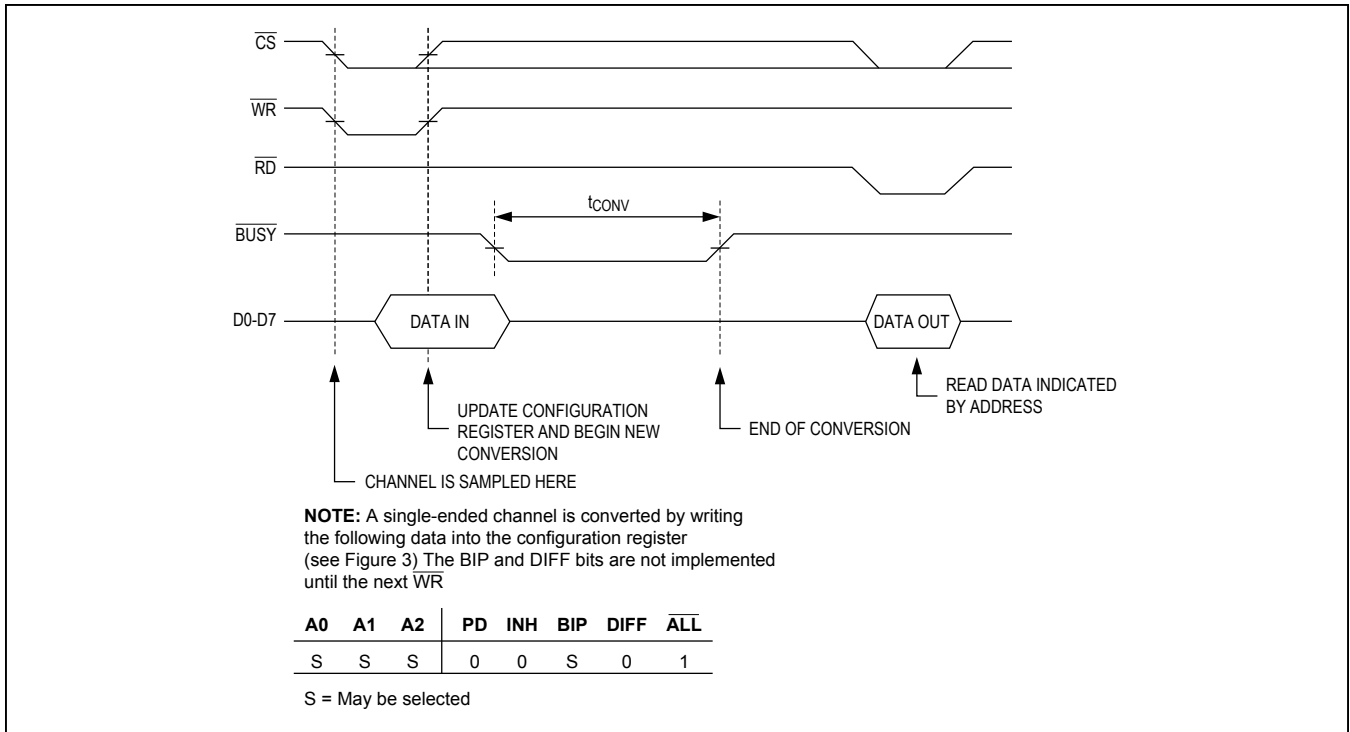 CS
WR
RD
tCONV
BUSY
D0-D7
DATA IN
DATA OUT
READ DATA INDICATED
BY ADDRESS
UPDATE CONFIGURATION
REGISTER AND BEGIN NEW
CONVERSION
END OF CONVERSION
CHANNEL IS SAMPLED HERE
NOTE: A single-ended channel is converted by writing
the following data into the configuration register
(see Figure 3) The BIP and DIFF bits are not implemented
until the next WR
A0 A1 A2 PD INH BIP DIFF ALL
S S S 0 0 S 0 1
S = May be selected